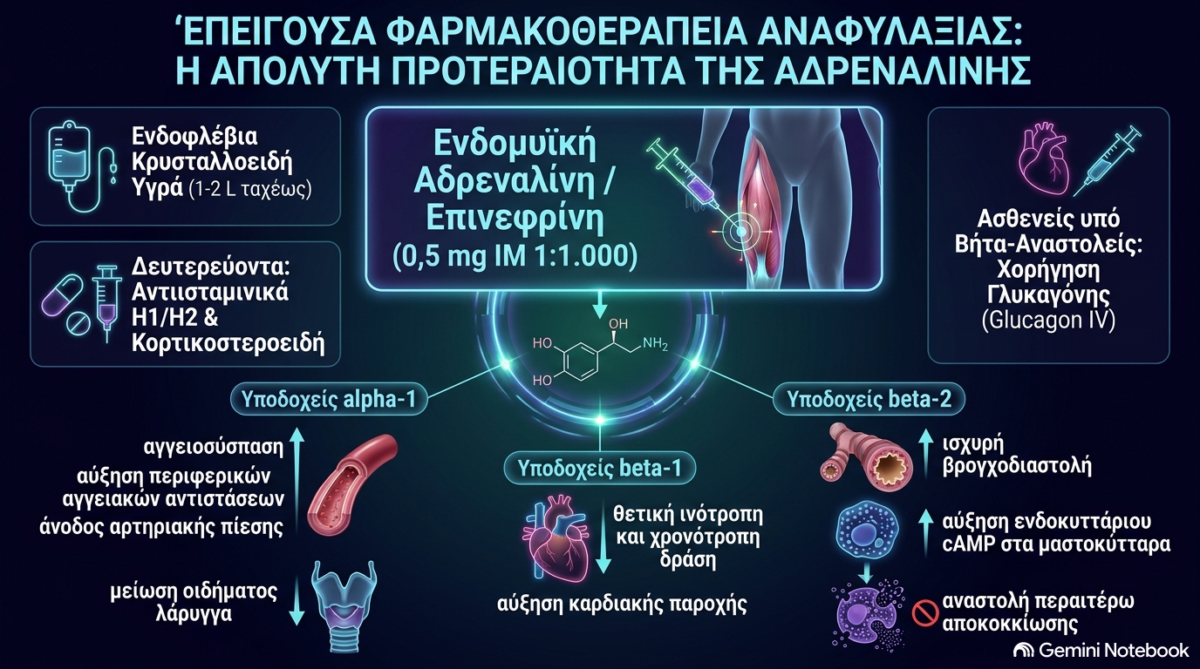 Ἐπείγουσα ΦΑΡΜΑΚΟΘΕΡΑΠΕΙΑ ΑΝΑΦΥΛΑΞΙΑΣ:
Η ΑΠΟΛΥΤΗ ΠΡΟΤΕΡΑΙΟΤΗΤΑ ΤΗΣ ΑΔΡΕΝΑΛΙΝΗΣ
Ενδοφλέβια
Κρυσταλλοειδή
Υγρά (1-2 L ταχέως)
Δευτερεύοντα:
Αντιισταμινικά
H1/H2 &
Κορτικοστεροειδή
Ενδομυϊκή
Αδρεναλίνη /
Επινεφρίνη
(0,5 mg IM 1:1.000)
Ασθενείς υπό
Βήτα-Αναστολείς:
Χορήγηση
Γλυκαγόνης
(Glucagon IV)
OH
HO
NH₂
HO
Υποδοχείς alpha-1
αγγειοσύσπαση
αύξηση περιφερικών
αγγειακών αντιστάσεων
άνοδος αρτηριακής πίεσης
μείωση οιδήματος
λάρυγγα
Υποδοχείς beta-1
θετική ινότροπη
και χρονότροπη
δράση
αύξηση καρδιακής παροχής
Υποδοχείς beta-2
ισχυρή
βρογχοδιαστολή
αύξηση ενδοκυττάριου
cAMP στα μαστοκύτταρα
αναστολή περαιτέρω
αποκοκκίωσης
Gemini Notebook